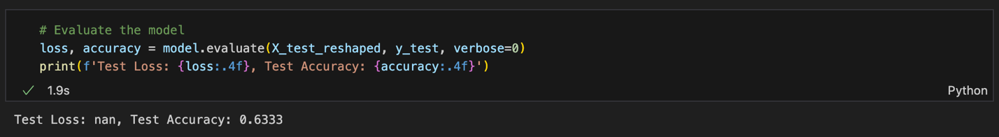 # Evaluate the model
loss, accuracy = model.evaluate(X_test_reshaped, y_test, verbose=0)
print(f'Test Loss: {loss:.4f}, Test Accuracy: {accuracy:.4f}')
1.9s
Python
Test Loss: nan, Test Accuracy: 0.6333